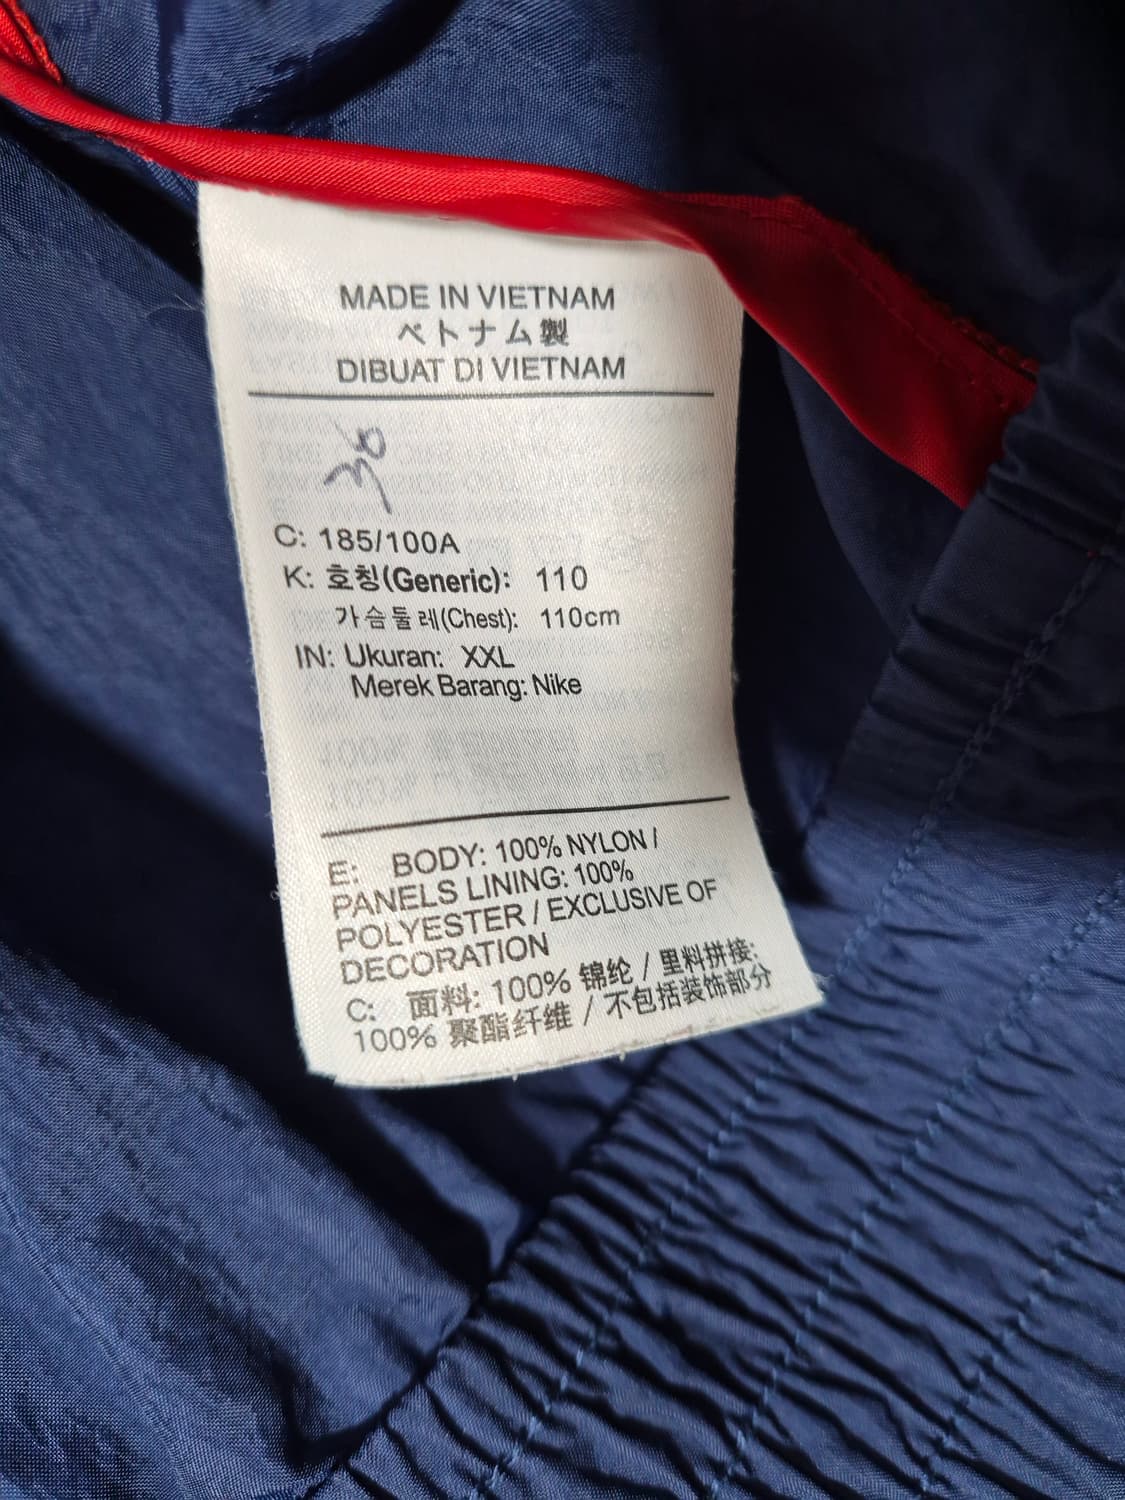 MADE IN VIETNAM
ベトナム製
DIBUAT DI VIETNAM
36
C: 185/100A
K: 호칭(Generic): 110
가슴둘레(Chest): 110cm
IN: Ukuran: XXL
Merek Barang: Nike
E: BODY: 100% NYLON /
PANELS LINING: 100%
POLYESTER / EXCLUSIVE OF
DECORATION
C: 面料: 100% 锦纶 / 里料拼接:
100% 聚酯纤维 / 不包括装饰部分